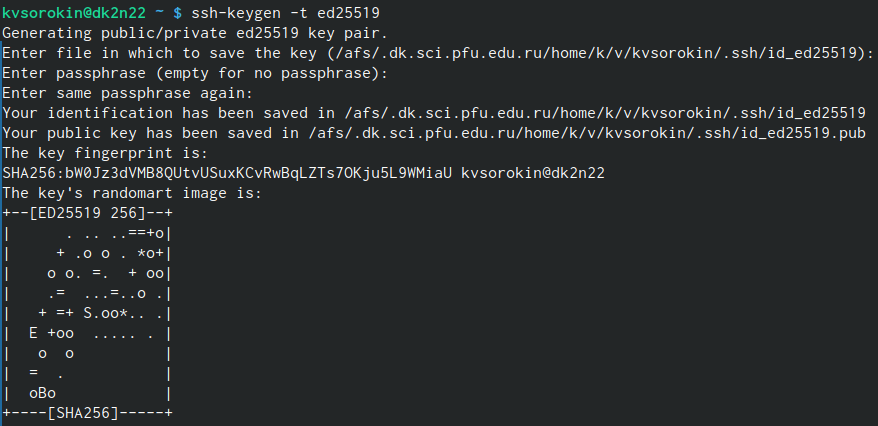 kvsorokin@dk2n22 ~ $ ssh-keygen -t ed25519
Generating public/private ed25519 key pair.
Enter file in which to save the key (/afs/.dk.sci.pfu.edu.ru/home/k/v/kvsorokin/.ssh/id_ed25519):
Enter passphrase (empty for no passphrase):
Enter same passphrase again:
Your identification has been saved in /afs/.dk.sci.pfu.edu.ru/home/k/v/kvsorokin/.ssh/id_ed25519
Your public key has been saved in /afs/.dk.sci.pfu.edu.ru/home/k/v/kvsorokin/.ssh/id_ed25519.pub
The key fingerprint is:
SHA256:bW0Jz3dVMB8QUtvUSuxKCvRwBqLZTs7OKju5L9WMiaU kvsorokin@dk2n22
The key's randomart image is:
+--[ED25519 256]--+
|      . .. ..==+o|
|     + .o o . *o+|
|    o o. =.  + oo|
|    .=  ...=..o .|
|   + =+ S.oo*.. .|
|  E +oo  ..... . |
|   o  o          |
|  =  .           |
|  oBo            |
+----[SHA256]-----+